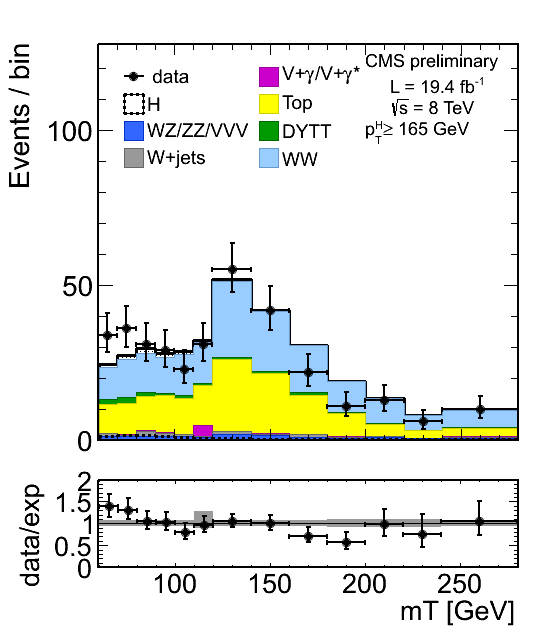 Events / bin
100
50
0
data
H
WZ/ZZ/VVV
W+jets
V+γ/V+γ*
Top
DYTT
WW
CMS preliminary
L = 19.4 fb⁻¹
√s = 8 TeV
p_T^H ≥ 165 GeV
data/exp
2
1.5
1
0.5
0
100 150 200 250
mT [GeV]